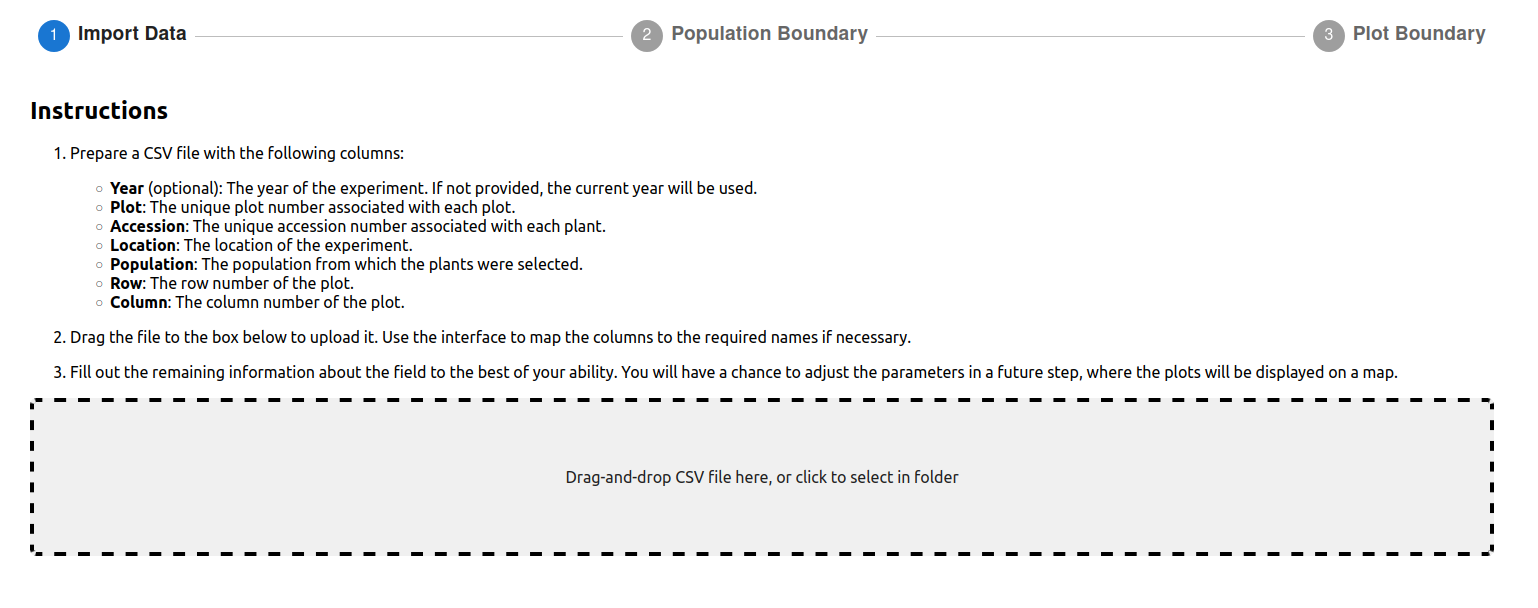 1 Import Data 2 Population Boundary 3 Plot Boundary
Instructions
1. Prepare a CSV file with the following columns:
◦ Year (optional): The year of the experiment. If not provided, the current year will be used.
◦ Plot: The unique plot number associated with each plot.
◦ Accession: The unique accession number associated with each plant.
◦ Location: The location of the experiment.
◦ Population: The population from which the plants were selected.
◦ Row: The row number of the plot.
◦ Column: The column number of the plot.
2. Drag the file to the box below to upload it. Use the interface to map the columns to the required names if necessary.
3. Fill out the remaining information about the field to the best of your ability. You will have a chance to adjust the parameters in a future step, where the plots will be displayed on a map.
Drag-and-drop CSV file here, or click to select in folder